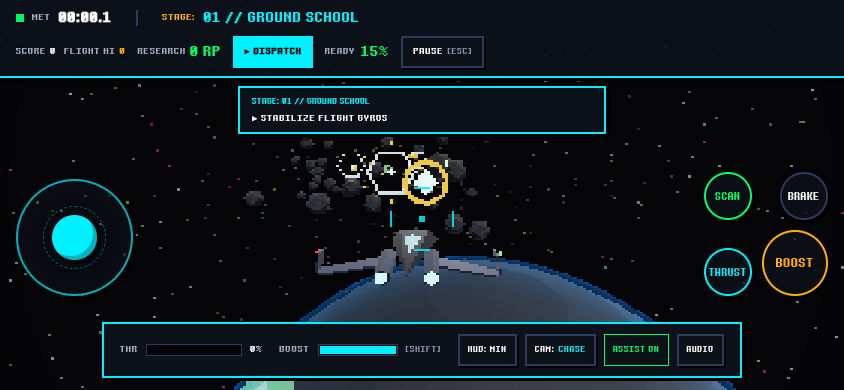 MET 00:00.1 STAGE: 01 // GROUND SCHOOL
SCORE 0 FLIGHT HI 0 RESEARCH 0 RP ▶ DISPATCH READY 15% PAUSE [ESC]
STAGE: 01 // GROUND SCHOOL
▶ STABILIZE FLIGHT GYROS
SCAN BRAKE
THRUST BOOST
THR 0% BOOST [SHIFT] HUD: MIN CAM: CHASE ASSIST ON AUDIO